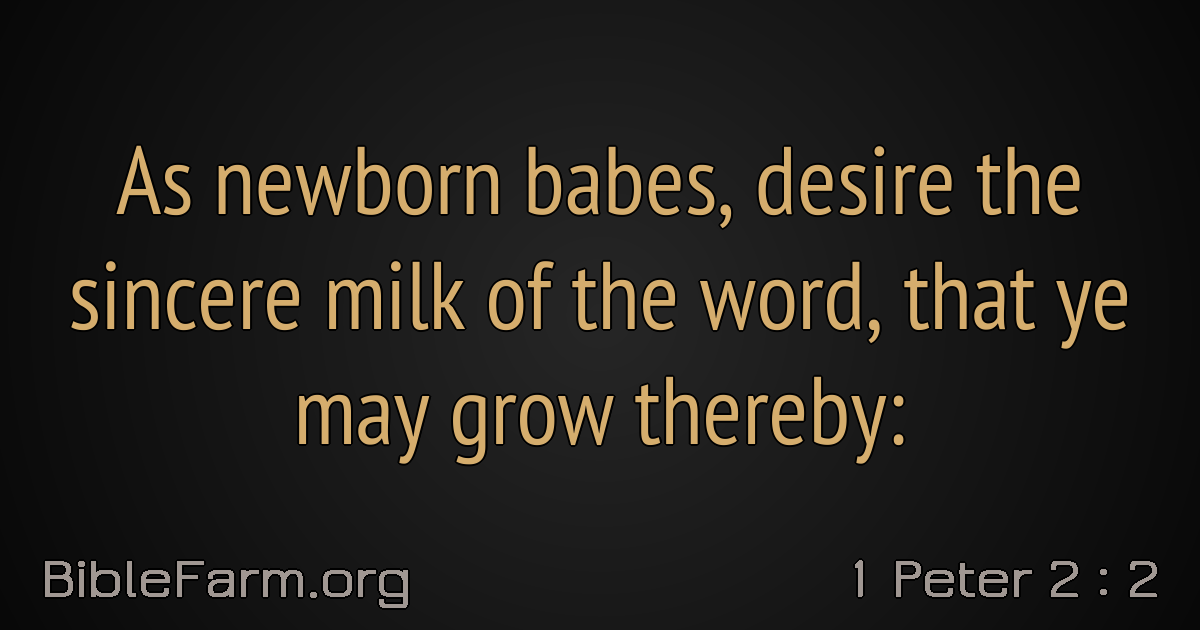 As newborn babes, desire the
sincere milk of the word, that ye
may grow thereby:
BibleFarm.org
1 Peter 2 : 2